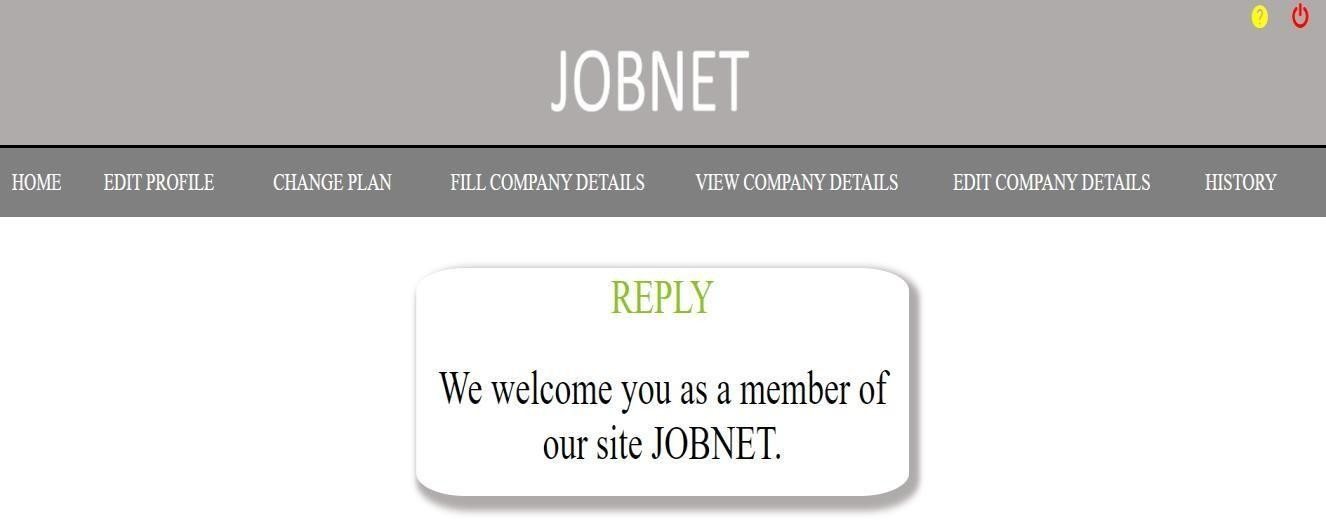 ?
JOBNET
HOME EDIT PROFILE CHANGE PLAN FILL COMPANY DETAILS VIEW COMPANY DETAILS EDIT COMPANY DETAILS HISTORY
REPLY
We welcome you as a member of
our site JOBNET.